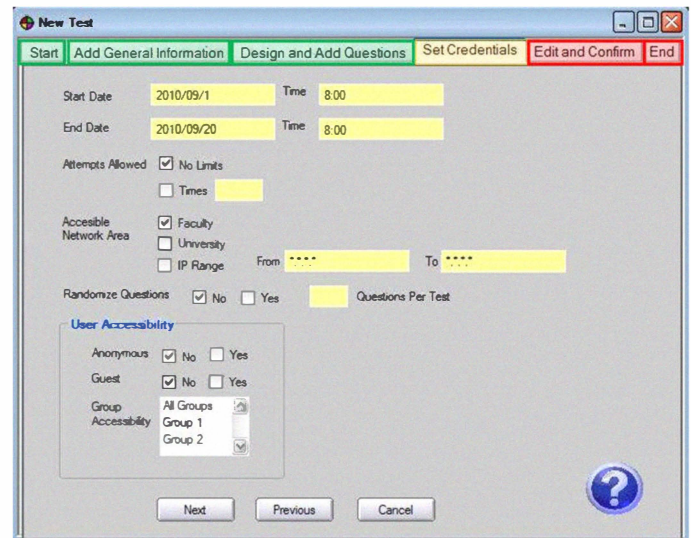 New Test
Start Add General Information Design and Add Questions Set Credentials Edit and Confirm End
Start Date 2010/09/1 Time 8:00
End Date 2010/09/20 Time 8:00
Attempts Allowed No Limits
Times
Accesible Network Area Faculty
University
IP Range From To
Randomize Questions No Yes Questions Per Test
User Accessibility
Anonymous No Yes
Guest No Yes
Group Accessibility All Groups
Group 1
Group 2
Next Previous Cancel